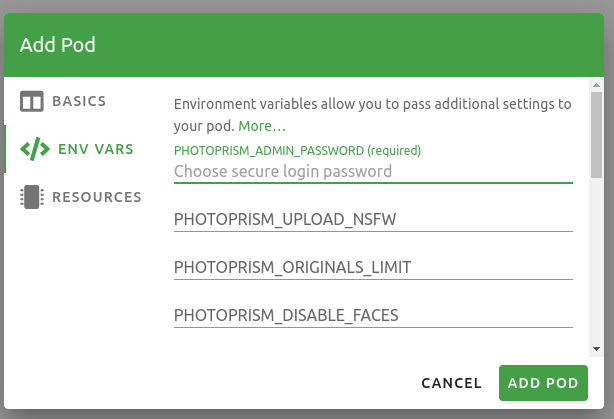 Add Pod
BASICS
ENV VARS
RESOURCES
Environment variables allow you to pass additional settings to
your pod. More...
PHOTOPRISM_ADMIN_PASSWORD (required)
Choose secure login password
PHOTOPRISM_UPLOAD_NSFW
PHOTOPRISM_ORIGINALS_LIMIT
PHOTOPRISM_DISABLE_FACES
CANCEL
ADD POD